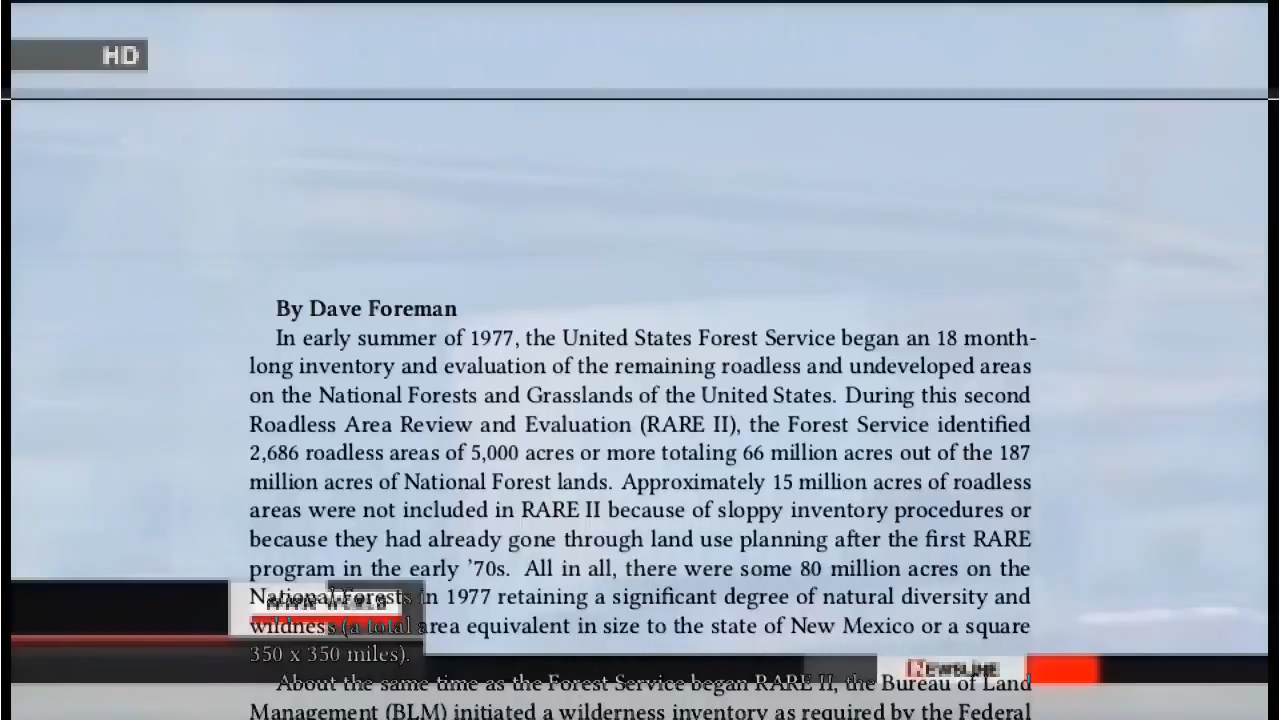 HD
By Dave Foreman
In early summer of 1977, the United States Forest Service began an 18 month-
long inventory and evaluation of the remaining roadless and undeveloped areas
on the National Forests and Grasslands of the United States. During this second
Roadless Area Review and Evaluation (RARE II), the Forest Service identified
2,686 roadless areas of 5,000 acres or more totaling 66 million acres out of the 187
million acres of National Forest lands. Approximately 15 million acres of roadless
areas were not included in RARE II because of sloppy inventory procedures or
because they had already gone through land use planning after the first RARE
program in the early ’70s. All in all, there were some 80 million acres on the
National Forests in 1977 retaining a significant degree of natural diversity and
wildness (a total area equivalent in size to the state of New Mexico or a square
350 x 350 miles).
NEWSLINE
About the same time as the Forest Service began RARE II, the Bureau of Land
Management (BLM) initiated a wilderness inventory as required by the Federal